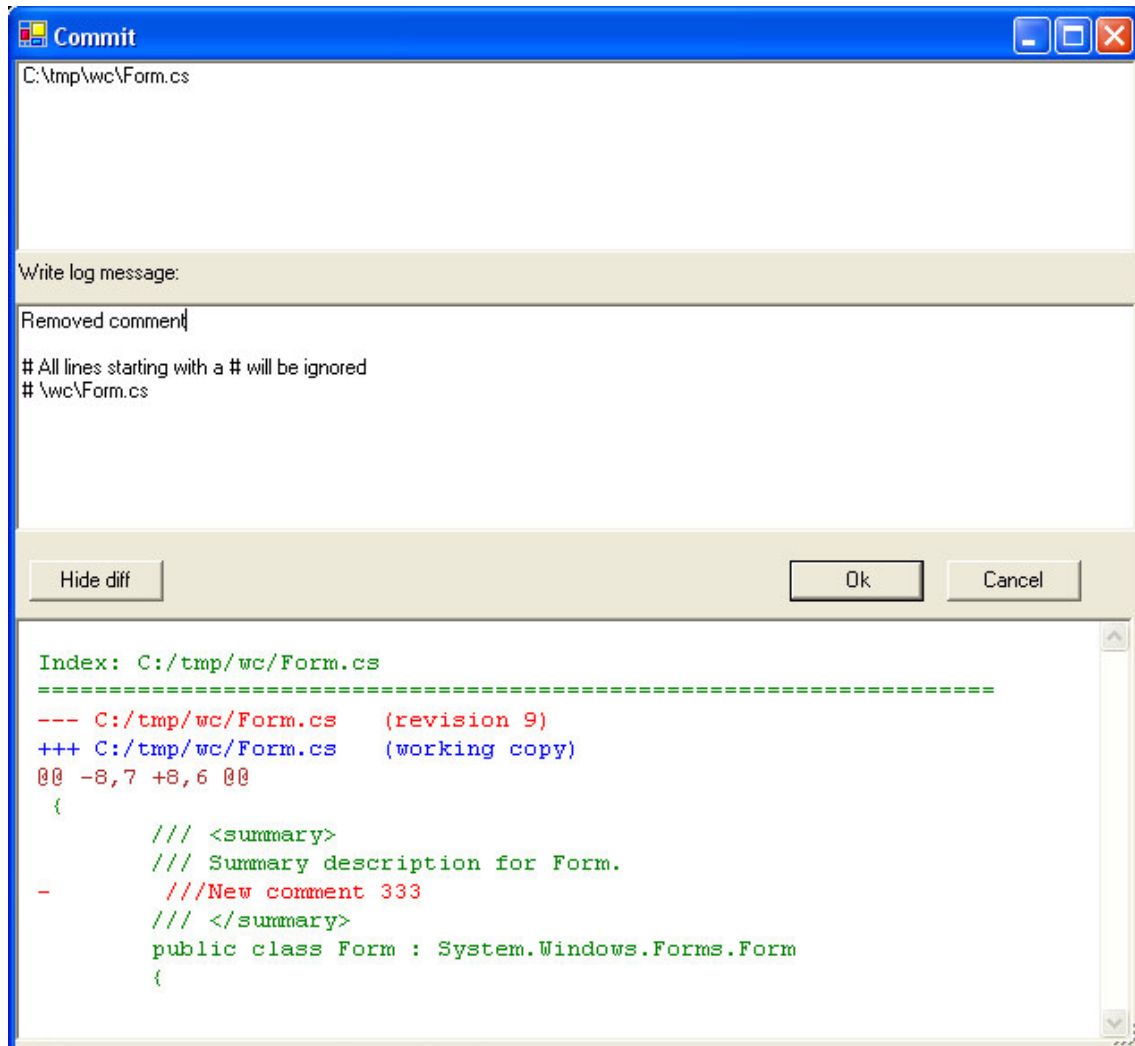 Commit
C:\tmp\wc\Form.cs
Write log message:
Removed comment
# All lines starting with a # will be ignored
# \wc\Form.cs
Hide diff Ok Cancel
Index: C:/tmp/wc/Form.cs
===================================================================
--- C:/tmp/wc/Form.cs (revision 9)
+++ C:/tmp/wc/Form.cs (working copy)
@@ -8,7 +8,6 @@
{
/// <summary>
/// Summary description for Form.
- ///New comment 333
/// </summary>
public class Form : System.Windows.Forms.Form
{